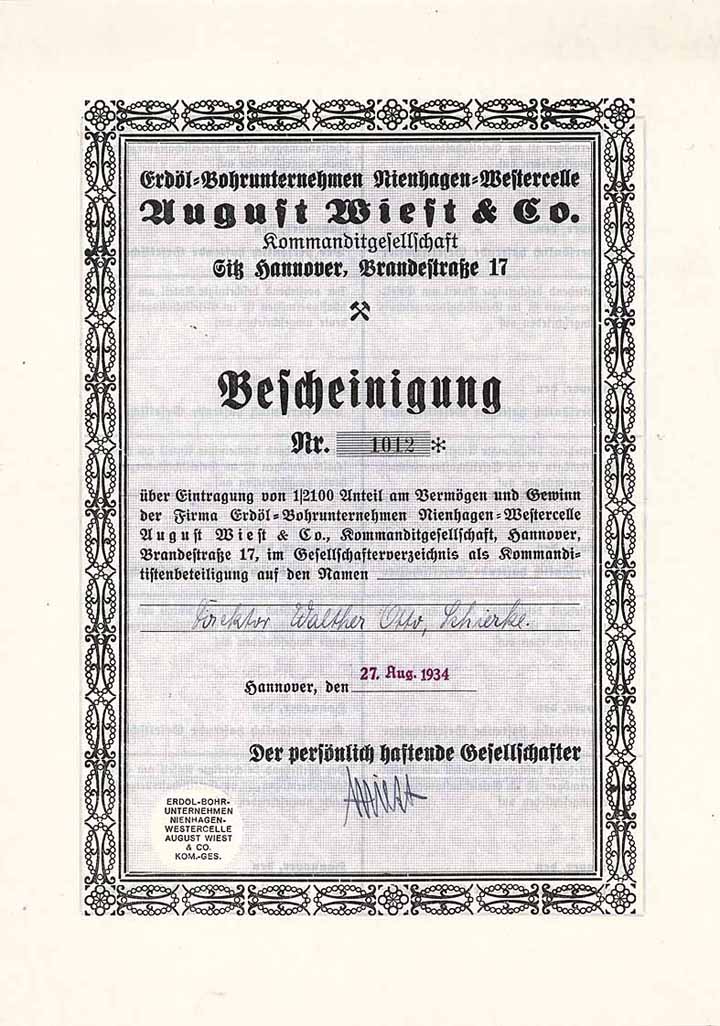 Erdöl-Bohrunternehmen Nienhagen-Westercelle
August Wiest & Co.
Kommanditgesellschaft
Sitz Hannover, Brandestraße 17
Bescheinigung
Nr. 1012*
über Eintragung von 1/2100 Anteil am Vermögen und Gewinn
der Firma Erdöl-Bohrunternehmen Nienhagen-Westercelle
August Wiest & Co., Kommanditgesellschaft, Hannover,
Brandestraße 17, im Gesellschafterverzeichnis als Kommandi-
tistenbeteiligung auf den Namen
Direktor Walther Otto, Schierke.
Hannover, den 27. Aug. 1934
Der persönlich haftende Gesellschafter
AWiest
ERDÖL-BOHR-
UNTERNEHMEN
NIENHAGEN-
WESTERCELLE
AUGUST WIEST
& CO.
KOM.-GES.